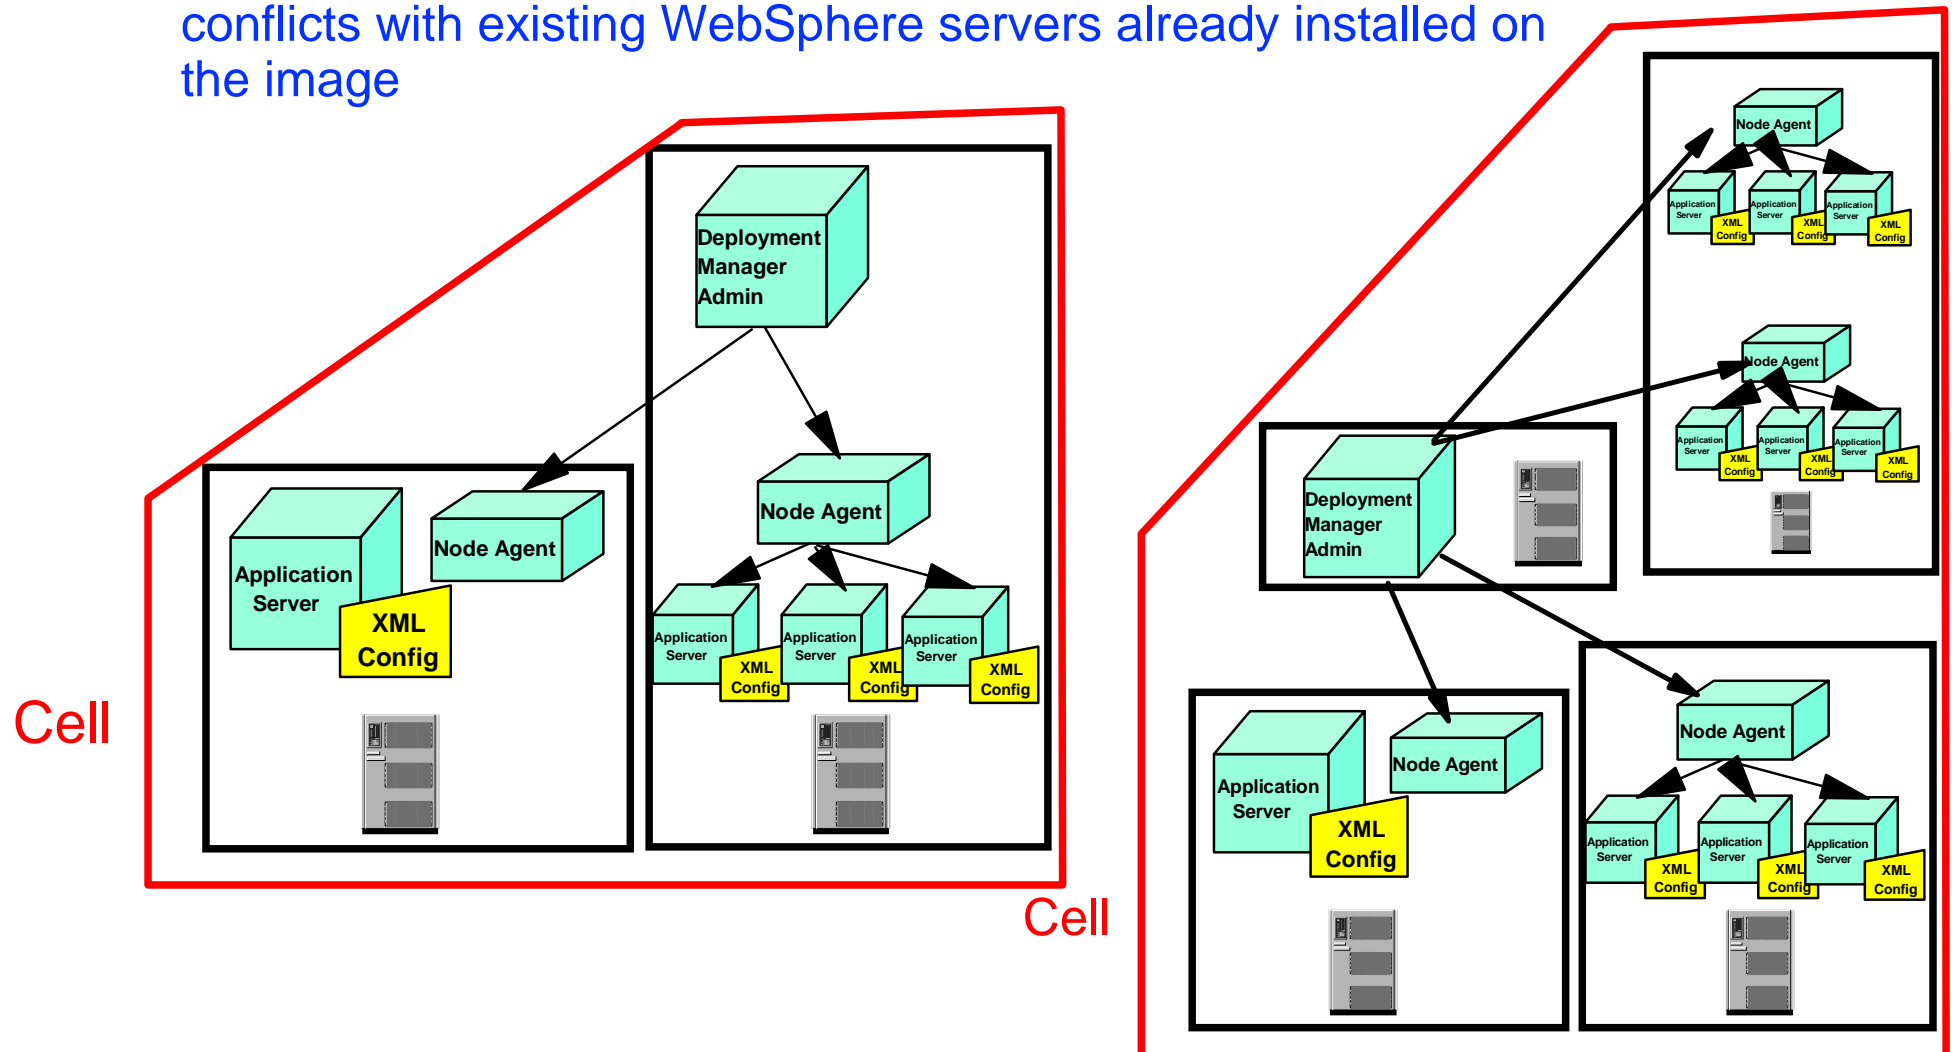 conflicts with existing WebSphere servers already installed on
the image
Deployment
Manager
Admin
Node Agent
Application
Server
XML
Config
Node Agent
Application
Server
XML
Config
Application
Server
XML
Config
Application
Server
XML
Config
Cell
Node Agent
Application
Server
XML
Config
Application
Server
XML
Config
Application
Server
XML
Config
Node Agent
Application
Server
XML
Config
Application
Server
XML
Config
Application
Server
XML
Config
Deployment
Manager
Admin
Node Agent
Application
Server
XML
Config
Node Agent
Application
Server
XML
Config
Application
Server
XML
Config
Application
Server
XML
Config
Cell